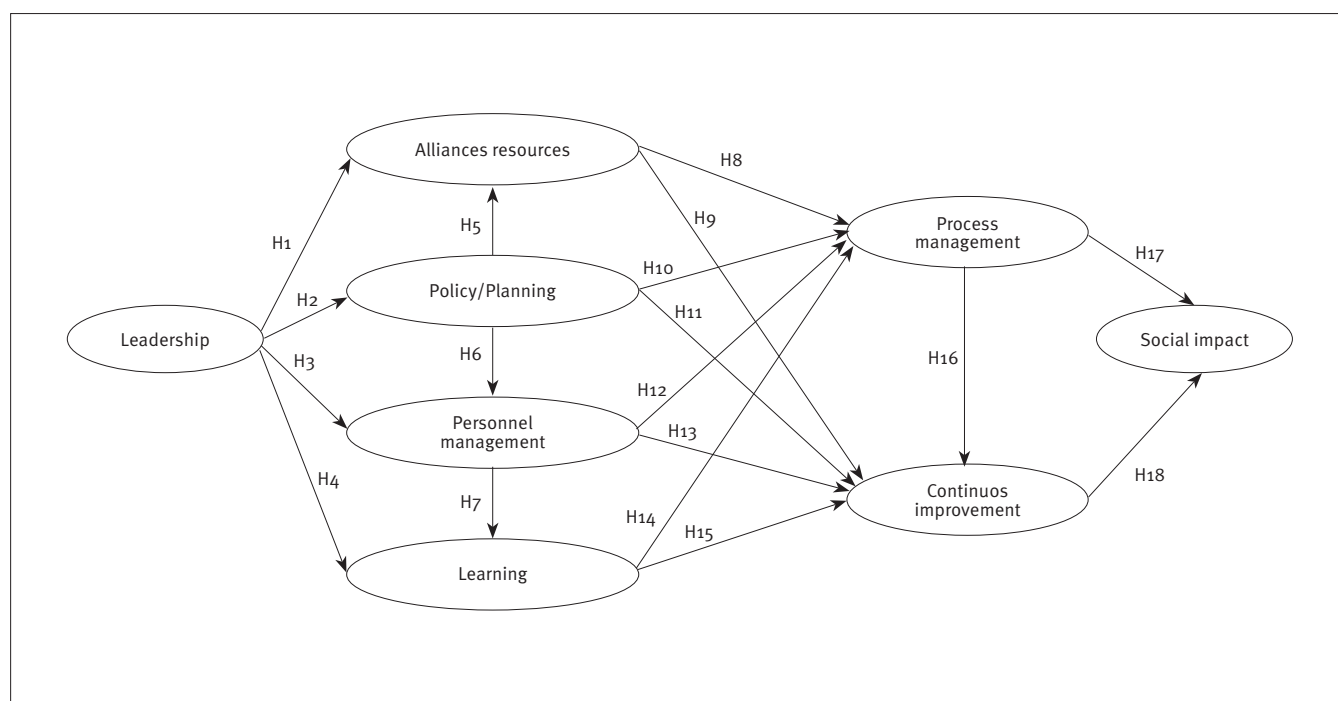 Alliances resources
H8
H9
Process
management
H5
H1
H17
H10
Policy/Planning
H2
H11
Leadership
Social impact
H6
H3
H16
H12
Personnel
management
H13
H4
H18
Continuos
improvement
H7
H14
H15
Learning